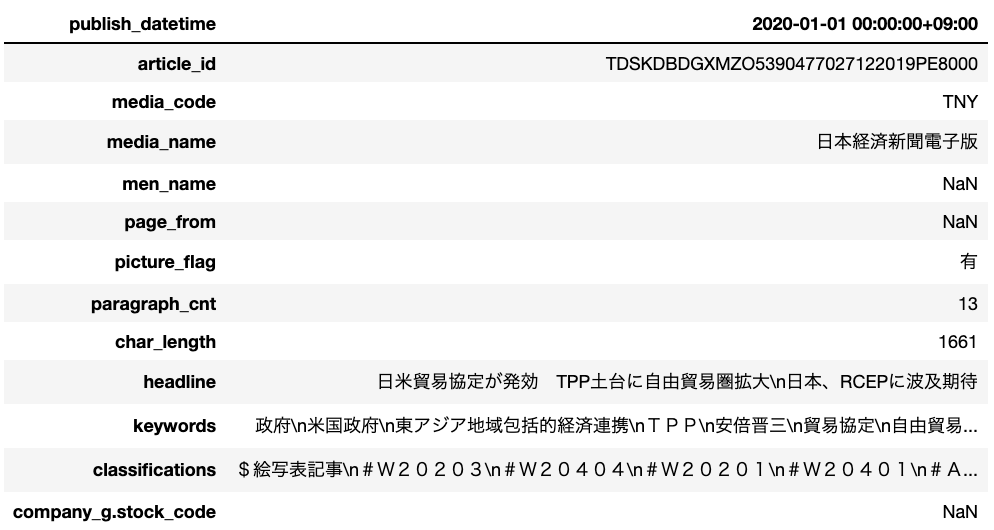 publish_datetime 2020-01-01 00:00:00+09:00
article_id TDSKDBDGXMZO5390477027122019PE8000
media_code TNY
media_name 日本経済新聞電子版
men_name NaN
page_from NaN
picture_flag 有
paragraph_cnt 13
char_length 1661
headline 日米貿易協定が発効　TPP土台に自由貿易圏拡大\n日本、RCEPに波及期待
keywords 政府\n米国政府\n東アジア地域包括的経済連携\nＴＰＰ\n安倍晋三\n貿易協定\n自由貿易...
classifications ＄絵写表記事\n＃Ｗ２０２０３\n＃Ｗ２０４０４\n＃Ｗ２０２０１\n＃Ｗ２０４０１\n＃Ａ...
company_g.stock_code NaN